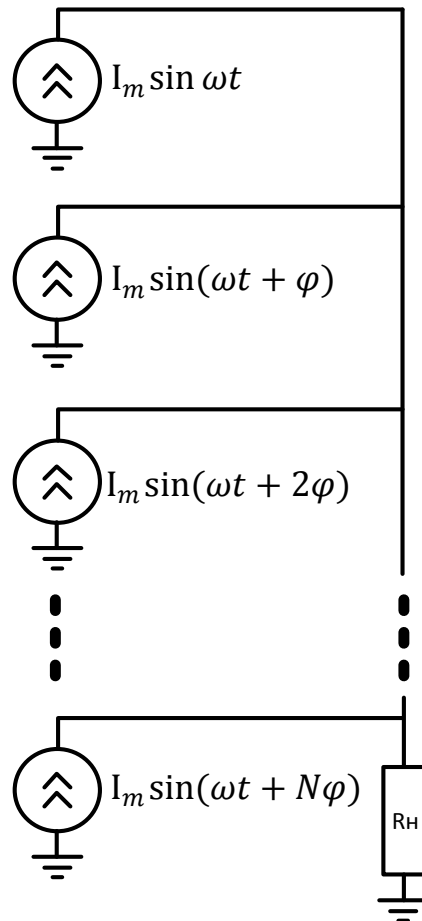 I_m sin ωt
I_m sin(ωt + φ)
I_m sin(ωt + 2φ)
I_m sin(ωt + Nφ)
Rн